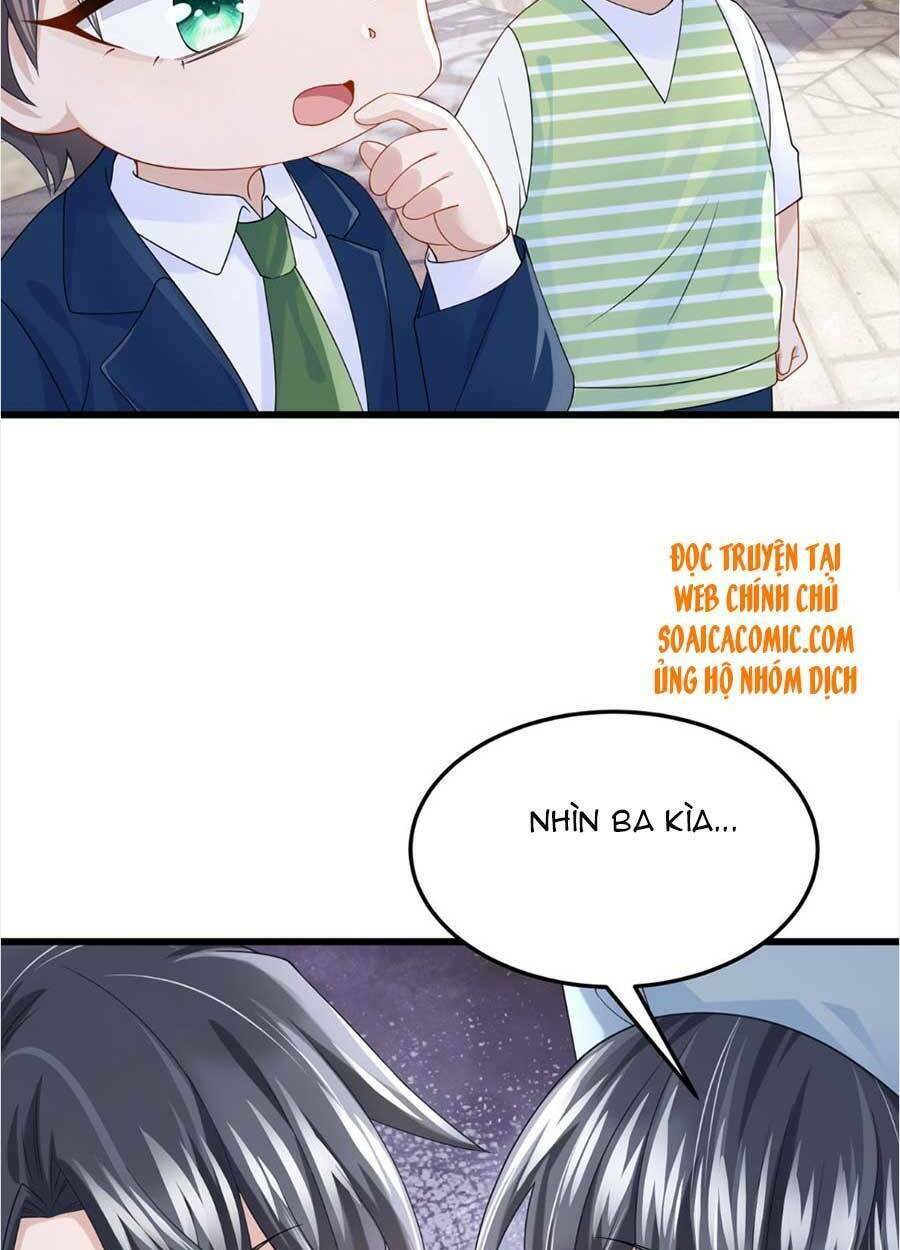 ĐỌC TRUYỆN TẠI
WEB CHÍNH CHỦ
SOAICACOMIC.COM
ỦNG HỘ NHÓM DỊCH
NHÌN BA KÌA...